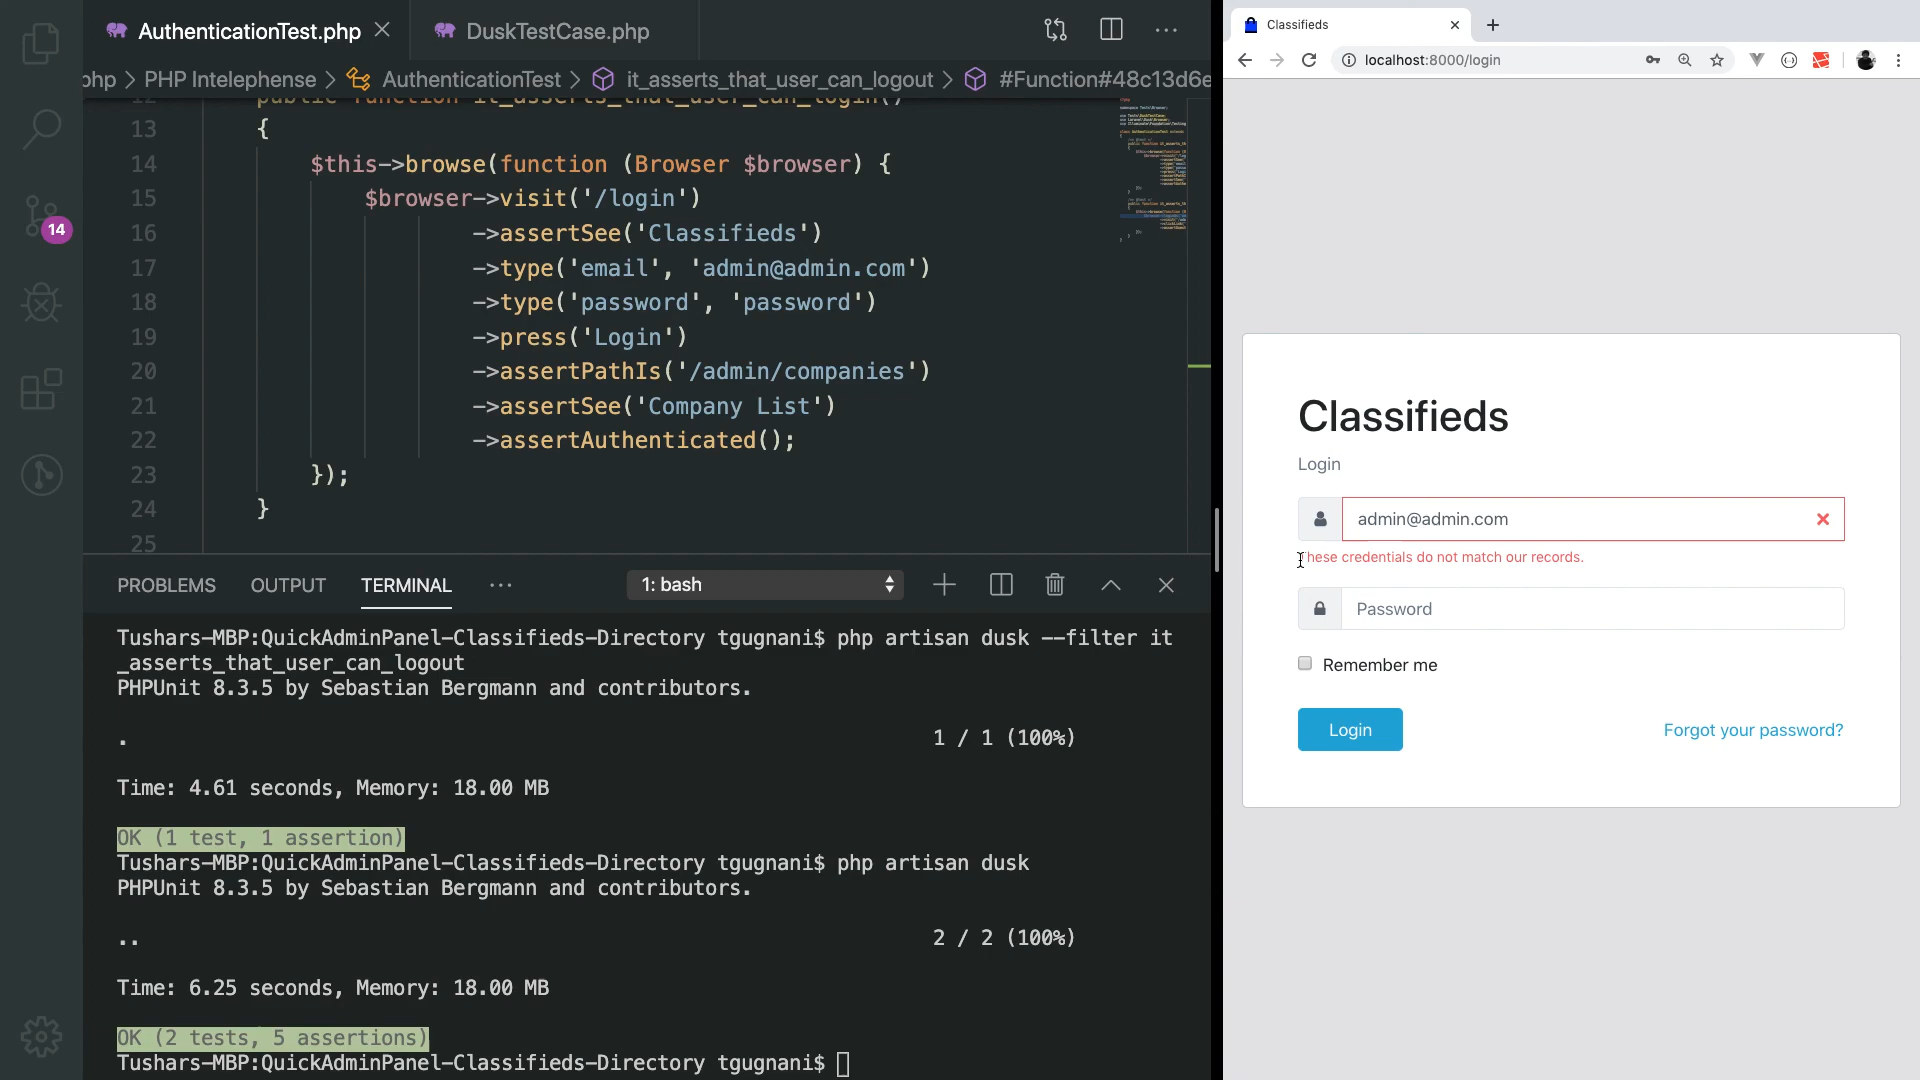 AuthenticationTest.php
DuskTestCase.php
php > PHP Intelephense > AuthenticationTest > it_asserts_that_user_can_logout > #Function#48c13d6e
public function it_asserts_that_user_can_login()
13 {
14 $this->browse(function (Browser $browser) {
15 $browser->visit('/login')
16 ->assertSee('Classifieds')
17 ->type('email', 'admin@admin.com')
18 ->type('password', 'password')
19 ->press('Login')
20 ->assertPathIs('/admin/companies')
21 ->assertSee('Company List')
22 ->assertAuthenticated();
23 });
24 }
25
14
PROBLEMS OUTPUT TERMINAL ··· 1: bash
Tushars-MBP:QuickAdminPanel-Classifieds-Directory tgugnani$ php artisan dusk --filter it
_asserts_that_user_can_logout
PHPUnit 8.3.5 by Sebastian Bergmann and contributors.
. 1 / 1 (100%)
Time: 4.61 seconds, Memory: 18.00 MB
OK (1 test, 1 assertion)
Tushars-MBP:QuickAdminPanel-Classifieds-Directory tgugnani$ php artisan dusk
PHPUnit 8.3.5 by Sebastian Bergmann and contributors.
.. 2 / 2 (100%)
Time: 6.25 seconds, Memory: 18.00 MB
OK (2 tests, 5 assertions)
Tushars-MBP:QuickAdminPanel-Classifieds-Directory tgugnani$
Classifieds
localhost:8000/login
Classifieds
Login
admin@admin.com
These credentials do not match our records.
Password
Remember me
Login
Forgot your password?